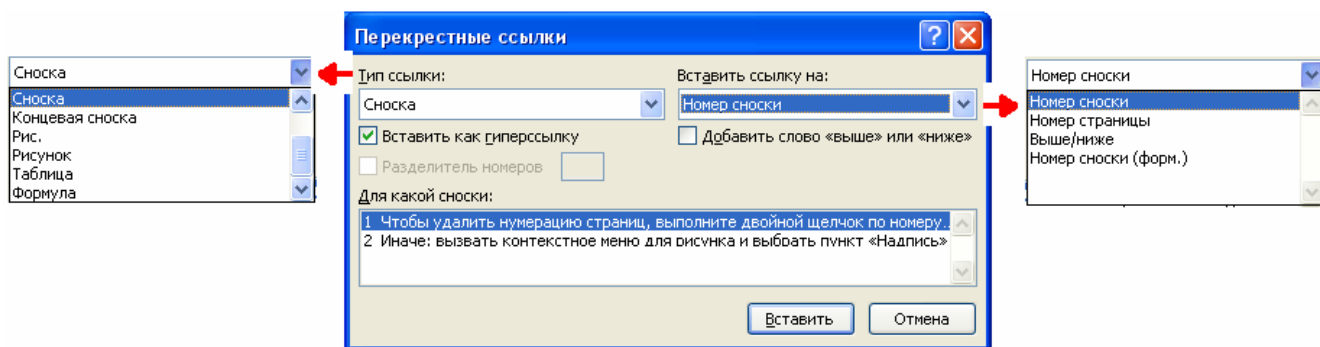 Сноска
Сноска
Концевая сноска
Рис.
Рисунок
Таблица
Формула
Перекрестные ссылки
Тип ссылки:
Вставить ссылку на:
Сноска
Номер сноски
Вставить как гиперссылку
Добавить слово «выше» или «ниже»
Разделитель номеров
Для какой сноски:
1 Чтобы удалить нумерацию страниц, выполните двойной щелчок по номеру...
2 Иначе: вызвать контекстное меню для рисунка и выбрать пункт «Надпись»
Вставить
Отмена
Номер сноски
Номер сноски
Номер страницы
Выше/ниже
Номер сноски (форм.)